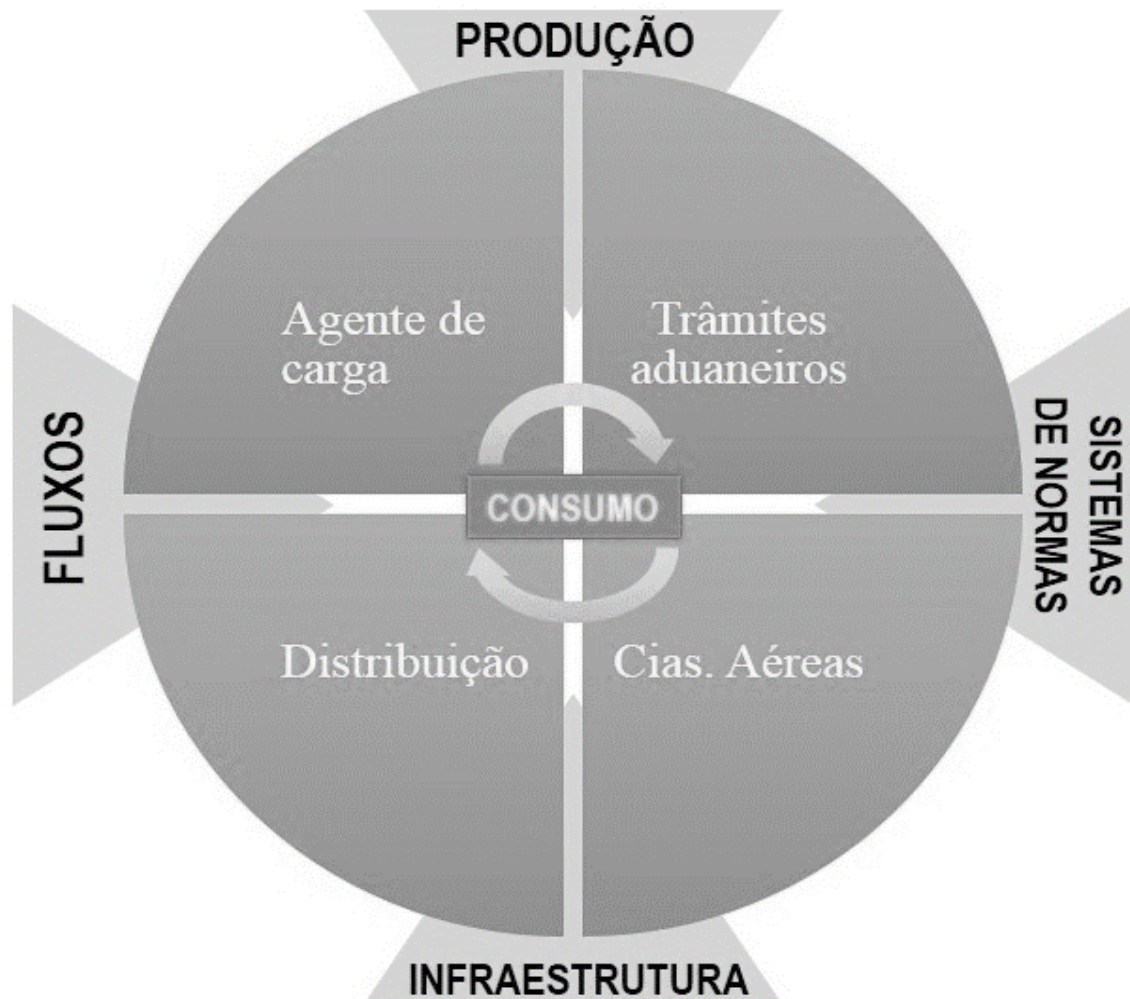 PRODUÇÃO
Agente de
carga
Trâmites
aduaneiros
FLUXOS
CONSUMO
SISTEMAS
DE NORMAS
Distribuição
Cias. Aéreas
INFRAESTRUTURA